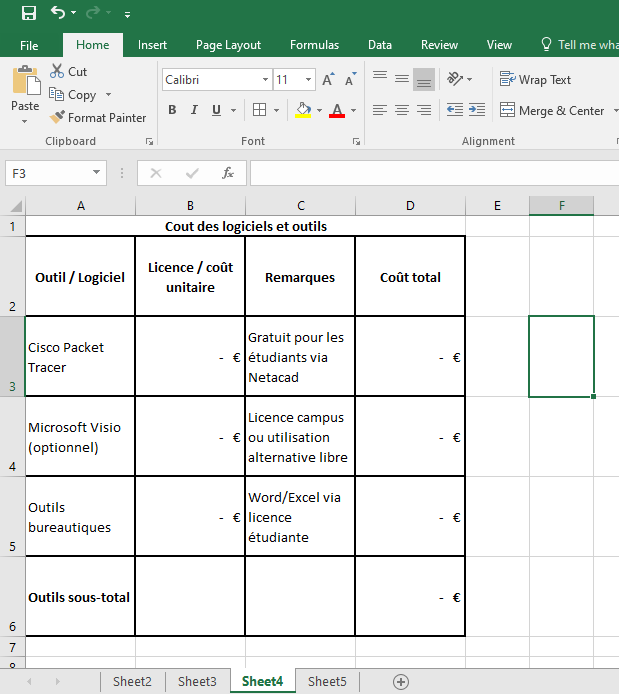 File Home Insert Page Layout Formulas Data Review View Tell me wha
Paste
Cut
Copy
Format Painter
Clipboard
Calibri 11 A A
B I U A
Font
Wrap Text
Merge & Center
Alignment
F3 fx
A B C D E F
1 Cout des logiciels et outils
2
Outil / Logiciel
Licence / coût
unitaire
Remarques
Coût total
3
Cisco Packet
Tracer
- €
Gratuit pour les
étudiants via
Netacad
- €
4
Microsoft Visio
(optionnel)
- €
Licence campus
ou utilisation
alternative libre
- €
5
Outils
bureautiques
- €
Word/Excel via
licence
étudiante
- €
6
Outils sous-total
- €
7
8
Sheet2 Sheet3 Sheet4 Sheet5